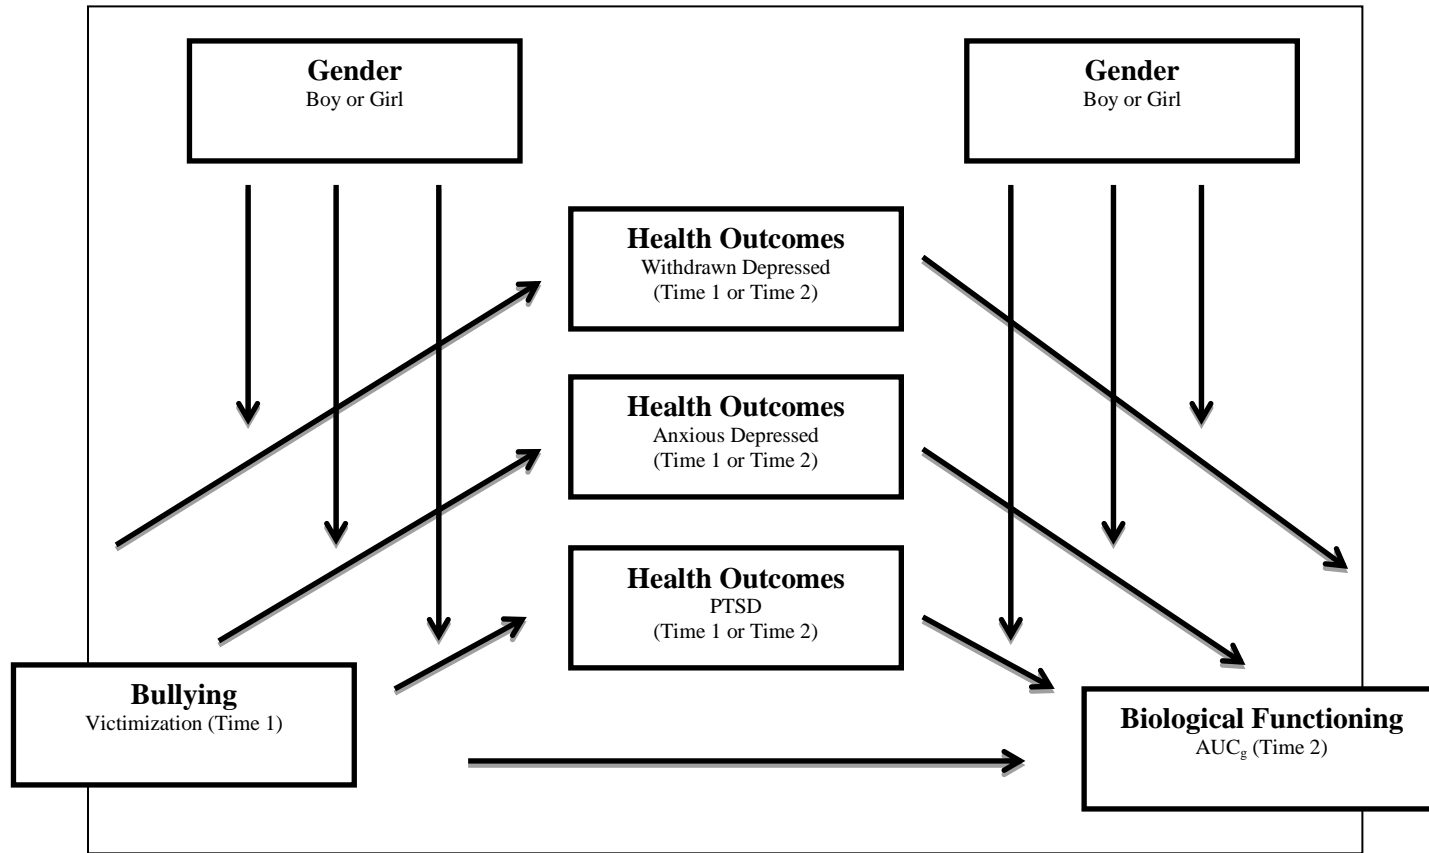 Gender
Boy or Girl
Gender
Boy or Girl
Health Outcomes
Withdrawn Depressed
(Time 1 or Time 2)
Health Outcomes
Anxious Depressed
(Time 1 or Time 2)
Health Outcomes
PTSD
(Time 1 or Time 2)
Bullying
Victimization (Time 1)
Biological Functioning
AUCg (Time 2)